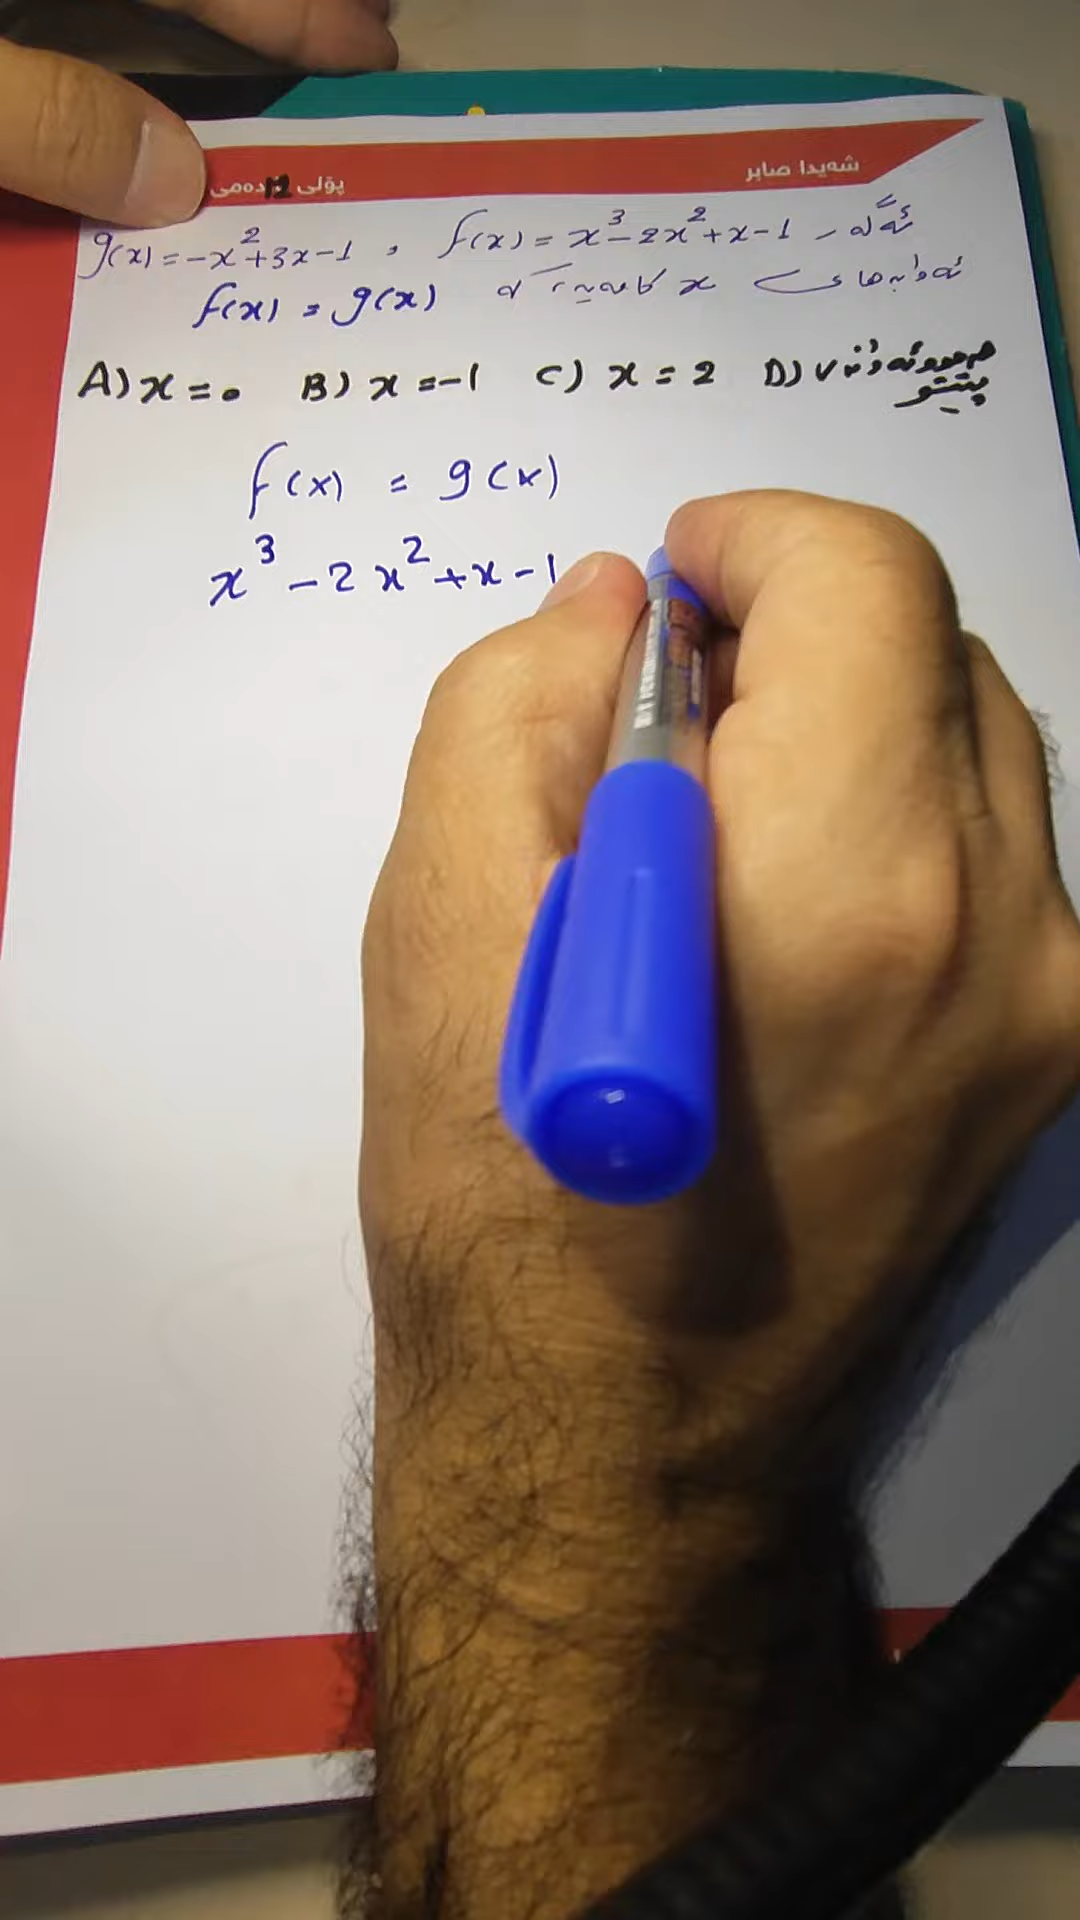 شەیدا صابر
پۆلی 12 دەمی
ئەگەر f(x) = x³ - 2x² + x - 1 , g(x) = -x² + 3x - 1
ئەو بەهای x کامەیە کە f(x) = g(x)
A) x = 0 B) x = -1 C) x = 2 D) هەموو ئەوانەی پێشوو
f(x) = g(x)
x³ - 2x² + x - 1